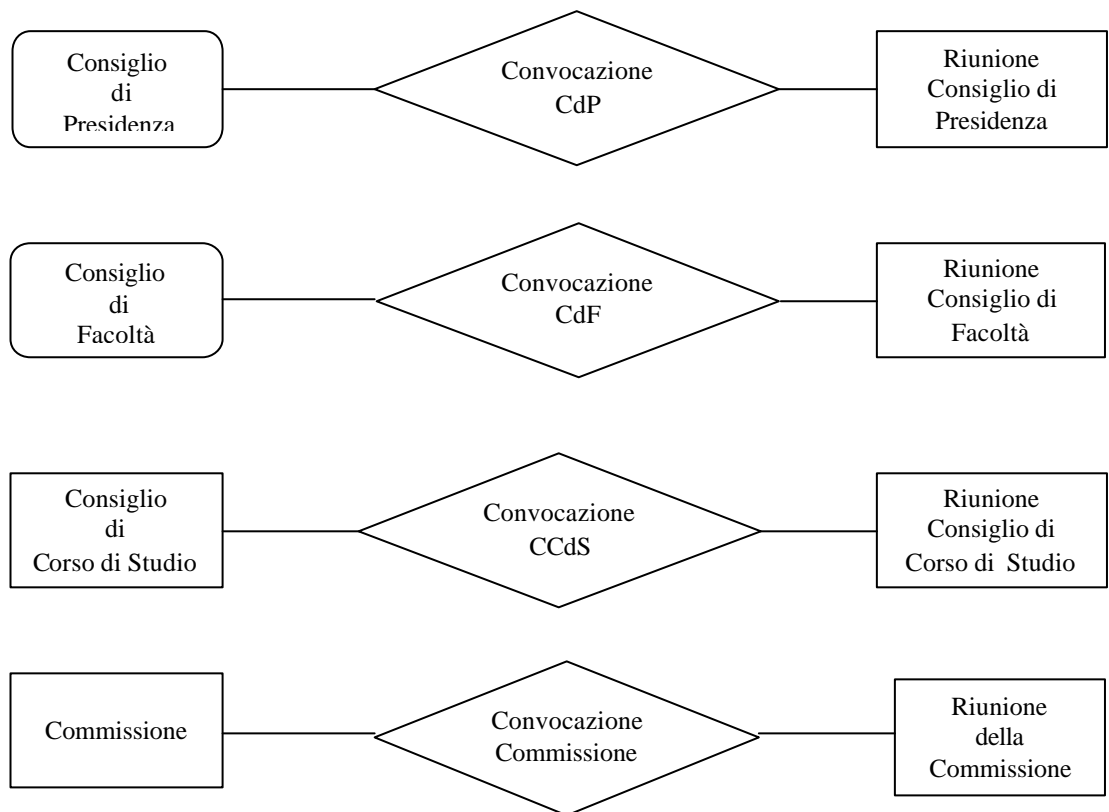 Consiglio
di
Presidenza
Convocazione
CdP
Riunione
Consiglio di
Presidenza
Consiglio
di
Facoltà
Convocazione
CdF
Riunione
Consiglio di
Facoltà
Consiglio
di
Corso di Studio
Convocazione
CCdS
Riunione
Consiglio di
Corso di Studio
Commissione
Convocazione
Commissione
Riunione
della
Commissione